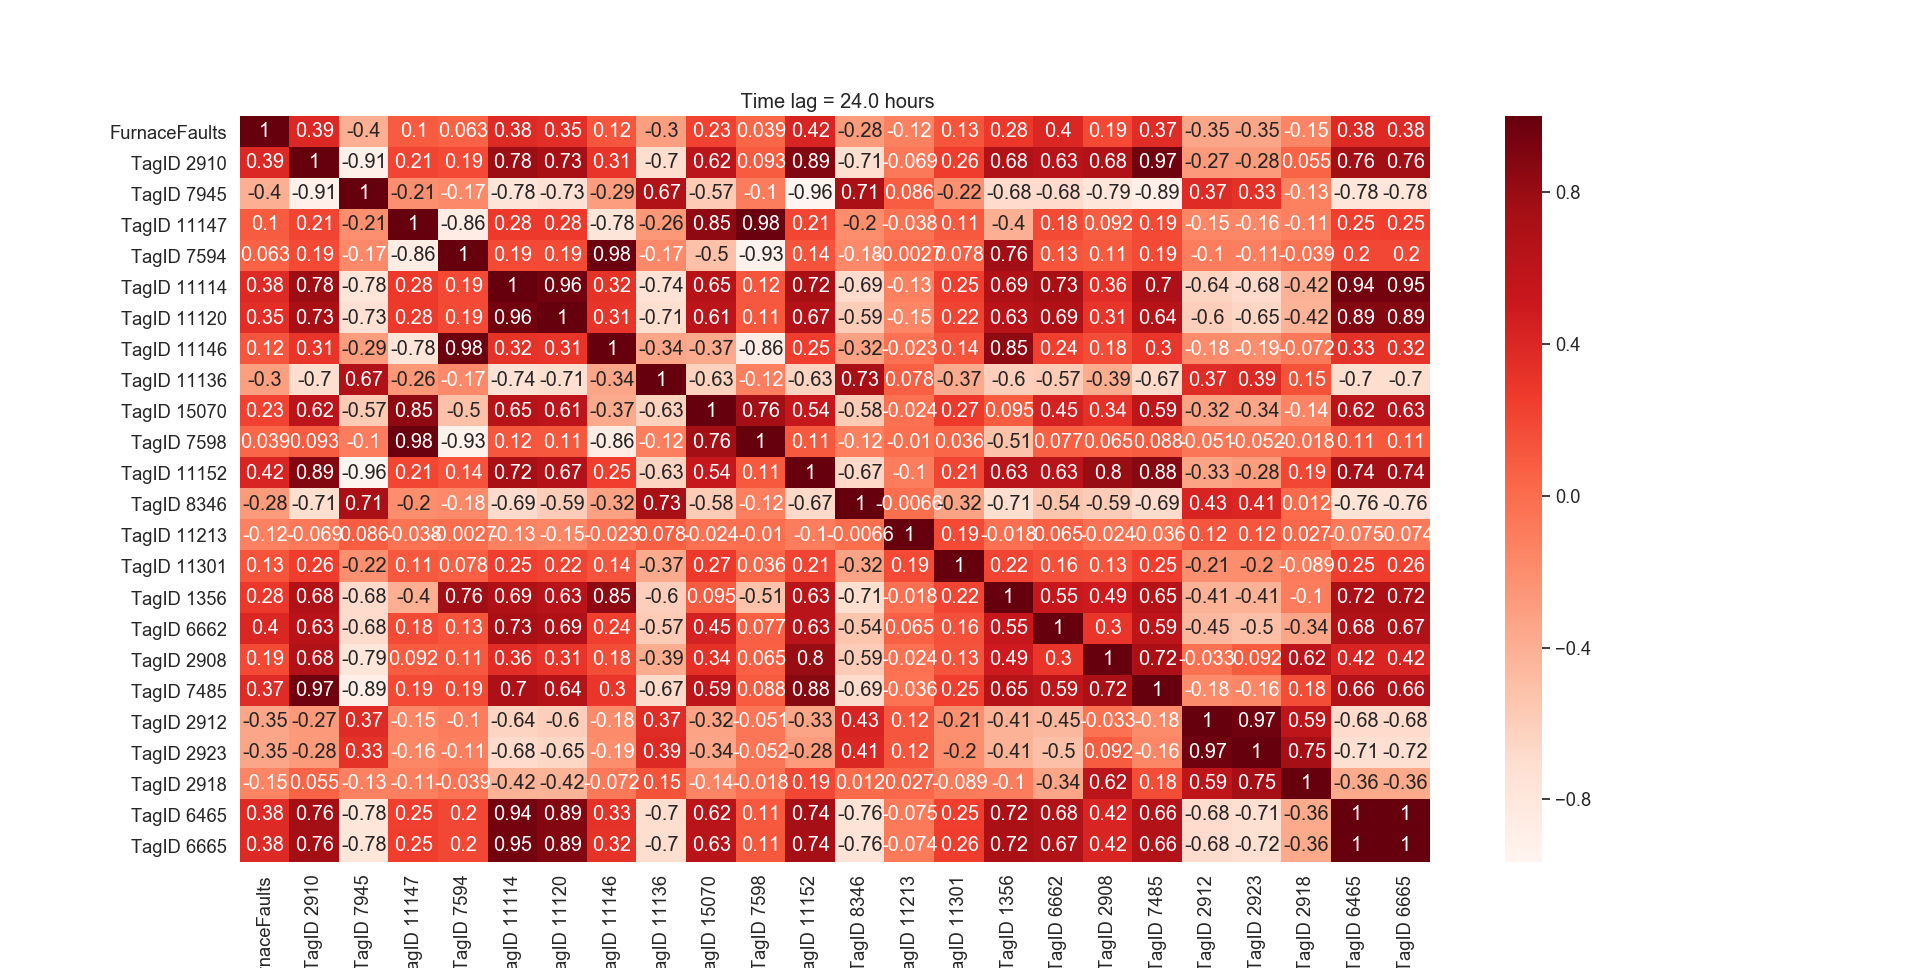 Time lag = 24.0 hours
FurnaceFaults 1 0.39 -0.4 0.1 0.063 0.38 0.35 0.12 -0.3 0.23 0.039 0.42 -0.28 -0.12 0.13 0.28 0.4 0.19 0.37 -0.35 -0.35 -0.15 0.38 0.38
TagID 2910 0.39 1 -0.91 0.21 0.19 0.78 0.73 0.31 -0.7 0.62 0.093 0.89 -0.71 -0.069 0.26 0.68 0.63 0.68 0.97 -0.27 -0.28 0.055 0.76 0.76
TagID 7945 -0.4 -0.91 1 -0.21 -0.17 -0.78 -0.73 -0.29 0.67 -0.57 -0.1 -0.96 0.71 0.086 -0.22 -0.68 -0.68 -0.79 -0.89 0.37 0.33 -0.13 -0.78 -0.78
TagID 11147 0.1 0.21 -0.21 1 -0.86 0.28 0.28 -0.78 -0.26 0.85 0.98 0.21 -0.2 -0.038 0.11 -0.4 0.18 0.092 0.19 -0.15 -0.16 -0.11 0.25 0.25
TagID 7594 0.063 0.19 -0.17 -0.86 1 0.19 0.19 0.98 -0.17 -0.5 -0.93 0.14 -0.18 -0.0027 0.078 0.76 0.13 0.11 0.19 -0.1 -0.11 -0.039 0.2 0.2
TagID 11114 0.38 0.78 -0.78 0.28 0.19 1 0.96 0.32 -0.74 0.65 0.12 0.72 -0.69 -0.13 0.25 0.69 0.73 0.36 0.7 -0.64 -0.68 -0.42 0.94 0.95
TagID 11120 0.35 0.73 -0.73 0.28 0.19 0.96 1 0.31 -0.71 0.61 0.11 0.67 -0.59 -0.15 0.22 0.63 0.69 0.31 0.64 -0.6 -0.65 -0.42 0.89 0.89
TagID 11146 0.12 0.31 -0.29 -0.78 0.98 0.32 0.31 1 -0.34 -0.37 -0.86 0.25 -0.32 -0.023 0.14 0.85 0.24 0.18 0.3 -0.18 -0.19 -0.072 0.33 0.32
TagID 11136 -0.3 -0.7 0.67 -0.26 -0.17 -0.74 -0.71 -0.34 1 -0.63 -0.12 -0.63 0.73 0.078 -0.37 -0.6 -0.57 -0.39 -0.67 0.37 0.39 0.15 -0.7 -0.7
TagID 15070 0.23 0.62 -0.57 0.85 -0.5 0.65 0.61 -0.37 -0.63 1 0.76 0.54 -0.58 -0.024 0.27 0.095 0.45 0.34 0.59 -0.32 -0.34 -0.14 0.62 0.63
TagID 7598 0.039 0.093 -0.1 0.98 -0.93 0.12 0.11 -0.86 -0.12 0.76 1 0.11 -0.12 -0.01 0.036 -0.51 0.077 0.065 0.088 -0.051 -0.052 -0.018 0.11 0.11
TagID 11152 0.42 0.89 -0.96 0.21 0.14 0.72 0.67 0.25 -0.63 0.54 0.11 1 -0.67 -0.1 0.21 0.63 0.63 0.8 0.88 -0.33 -0.28 0.19 0.74 0.74
TagID 8346 -0.28 -0.71 0.71 -0.2 -0.18 -0.69 -0.59 -0.32 0.73 -0.58 -0.12 -0.67 1 -0.0066 -0.32 -0.71 -0.54 -0.59 -0.69 0.43 0.41 0.012 -0.76 -0.76
TagID 11213 -0.12 -0.069 0.086 -0.038 -0.0027 -0.13 -0.15 -0.023 0.078 -0.024 -0.01 -0.1 -0.0066 1 0.19 -0.018 0.065 -0.024 -0.036 0.12 0.12 0.027 -0.075 -0.074
TagID 11301 0.13 0.26 -0.22 0.11 0.078 0.25 0.22 0.14 -0.37 0.27 0.036 0.21 -0.32 0.19 1 0.22 0.16 0.13 0.25 -0.21 -0.2 -0.089 0.25 0.26
TagID 1356 0.28 0.68 -0.68 -0.4 0.76 0.69 0.63 0.85 -0.6 0.095 -0.51 0.63 -0.71 -0.018 0.22 1 0.55 0.49 0.65 -0.41 -0.41 -0.1 0.72 0.72
TagID 6662 0.4 0.63 -0.68 0.18 0.13 0.73 0.69 0.24 -0.57 0.45 0.077 0.63 -0.54 0.065 0.16 0.55 1 0.3 0.59 -0.45 -0.5 -0.34 0.68 0.67
TagID 2908 0.19 0.68 -0.79 0.092 0.11 0.36 0.31 0.18 -0.39 0.34 0.065 0.8 -0.59 -0.024 0.13 0.49 0.3 1 0.72 -0.033 0.092 0.62 0.42 0.42
TagID 7485 0.37 0.97 -0.89 0.19 0.19 0.7 0.64 0.3 -0.67 0.59 0.088 0.88 -0.69 -0.036 0.25 0.65 0.59 0.72 1 -0.18 -0.16 0.18 0.66 0.66
TagID 2912 -0.35 -0.27 0.37 -0.15 -0.1 -0.64 -0.6 -0.18 0.37 -0.32 -0.051 -0.33 0.43 0.12 -0.21 -0.41 -0.45 -0.033 -0.18 1 0.97 0.59 -0.68 -0.68
TagID 2923 -0.35 -0.28 0.33 -0.16 -0.11 -0.68 -0.65 -0.19 0.39 -0.34 -0.052 -0.28 0.41 0.12 -0.2 -0.41 -0.5 0.092 -0.16 0.97 1 0.75 -0.71 -0.72
TagID 2918 -0.15 0.055 -0.13 -0.11 -0.039 -0.42 -0.42 -0.072 0.15 -0.14 -0.018 0.19 0.012 0.027 -0.089 -0.1 -0.34 0.62 0.18 0.59 0.75 1 -0.36 -0.36
TagID 6465 0.38 0.76 -0.78 0.25 0.2 0.94 0.89 0.33 -0.7 0.62 0.11 0.74 -0.76 -0.075 0.25 0.72 0.68 0.42 0.66 -0.68 -0.71 -0.36 1 1
TagID 6665 0.38 0.76 -0.78 0.25 0.2 0.95 0.89 0.32 -0.7 0.63 0.11 0.74 -0.76 -0.074 0.26 0.72 0.67 0.42 0.66 -0.68 -0.72 -0.36 1 1
rnaceFaults
TagID 2910
TagID 7945
agID 11147
TagID 7594
agID 11114
agID 11120
agID 11146
agID 11136
agID 15070
TagID 7598
agID 11152
TagID 8346
agID 11213
agID 11301
TagID 1356
TagID 6662
TagID 2908
TagID 7485
TagID 2912
TagID 2923
TagID 2918
TagID 6465
TagID 6665
0.8
0.4
0.0
−0.4
−0.8